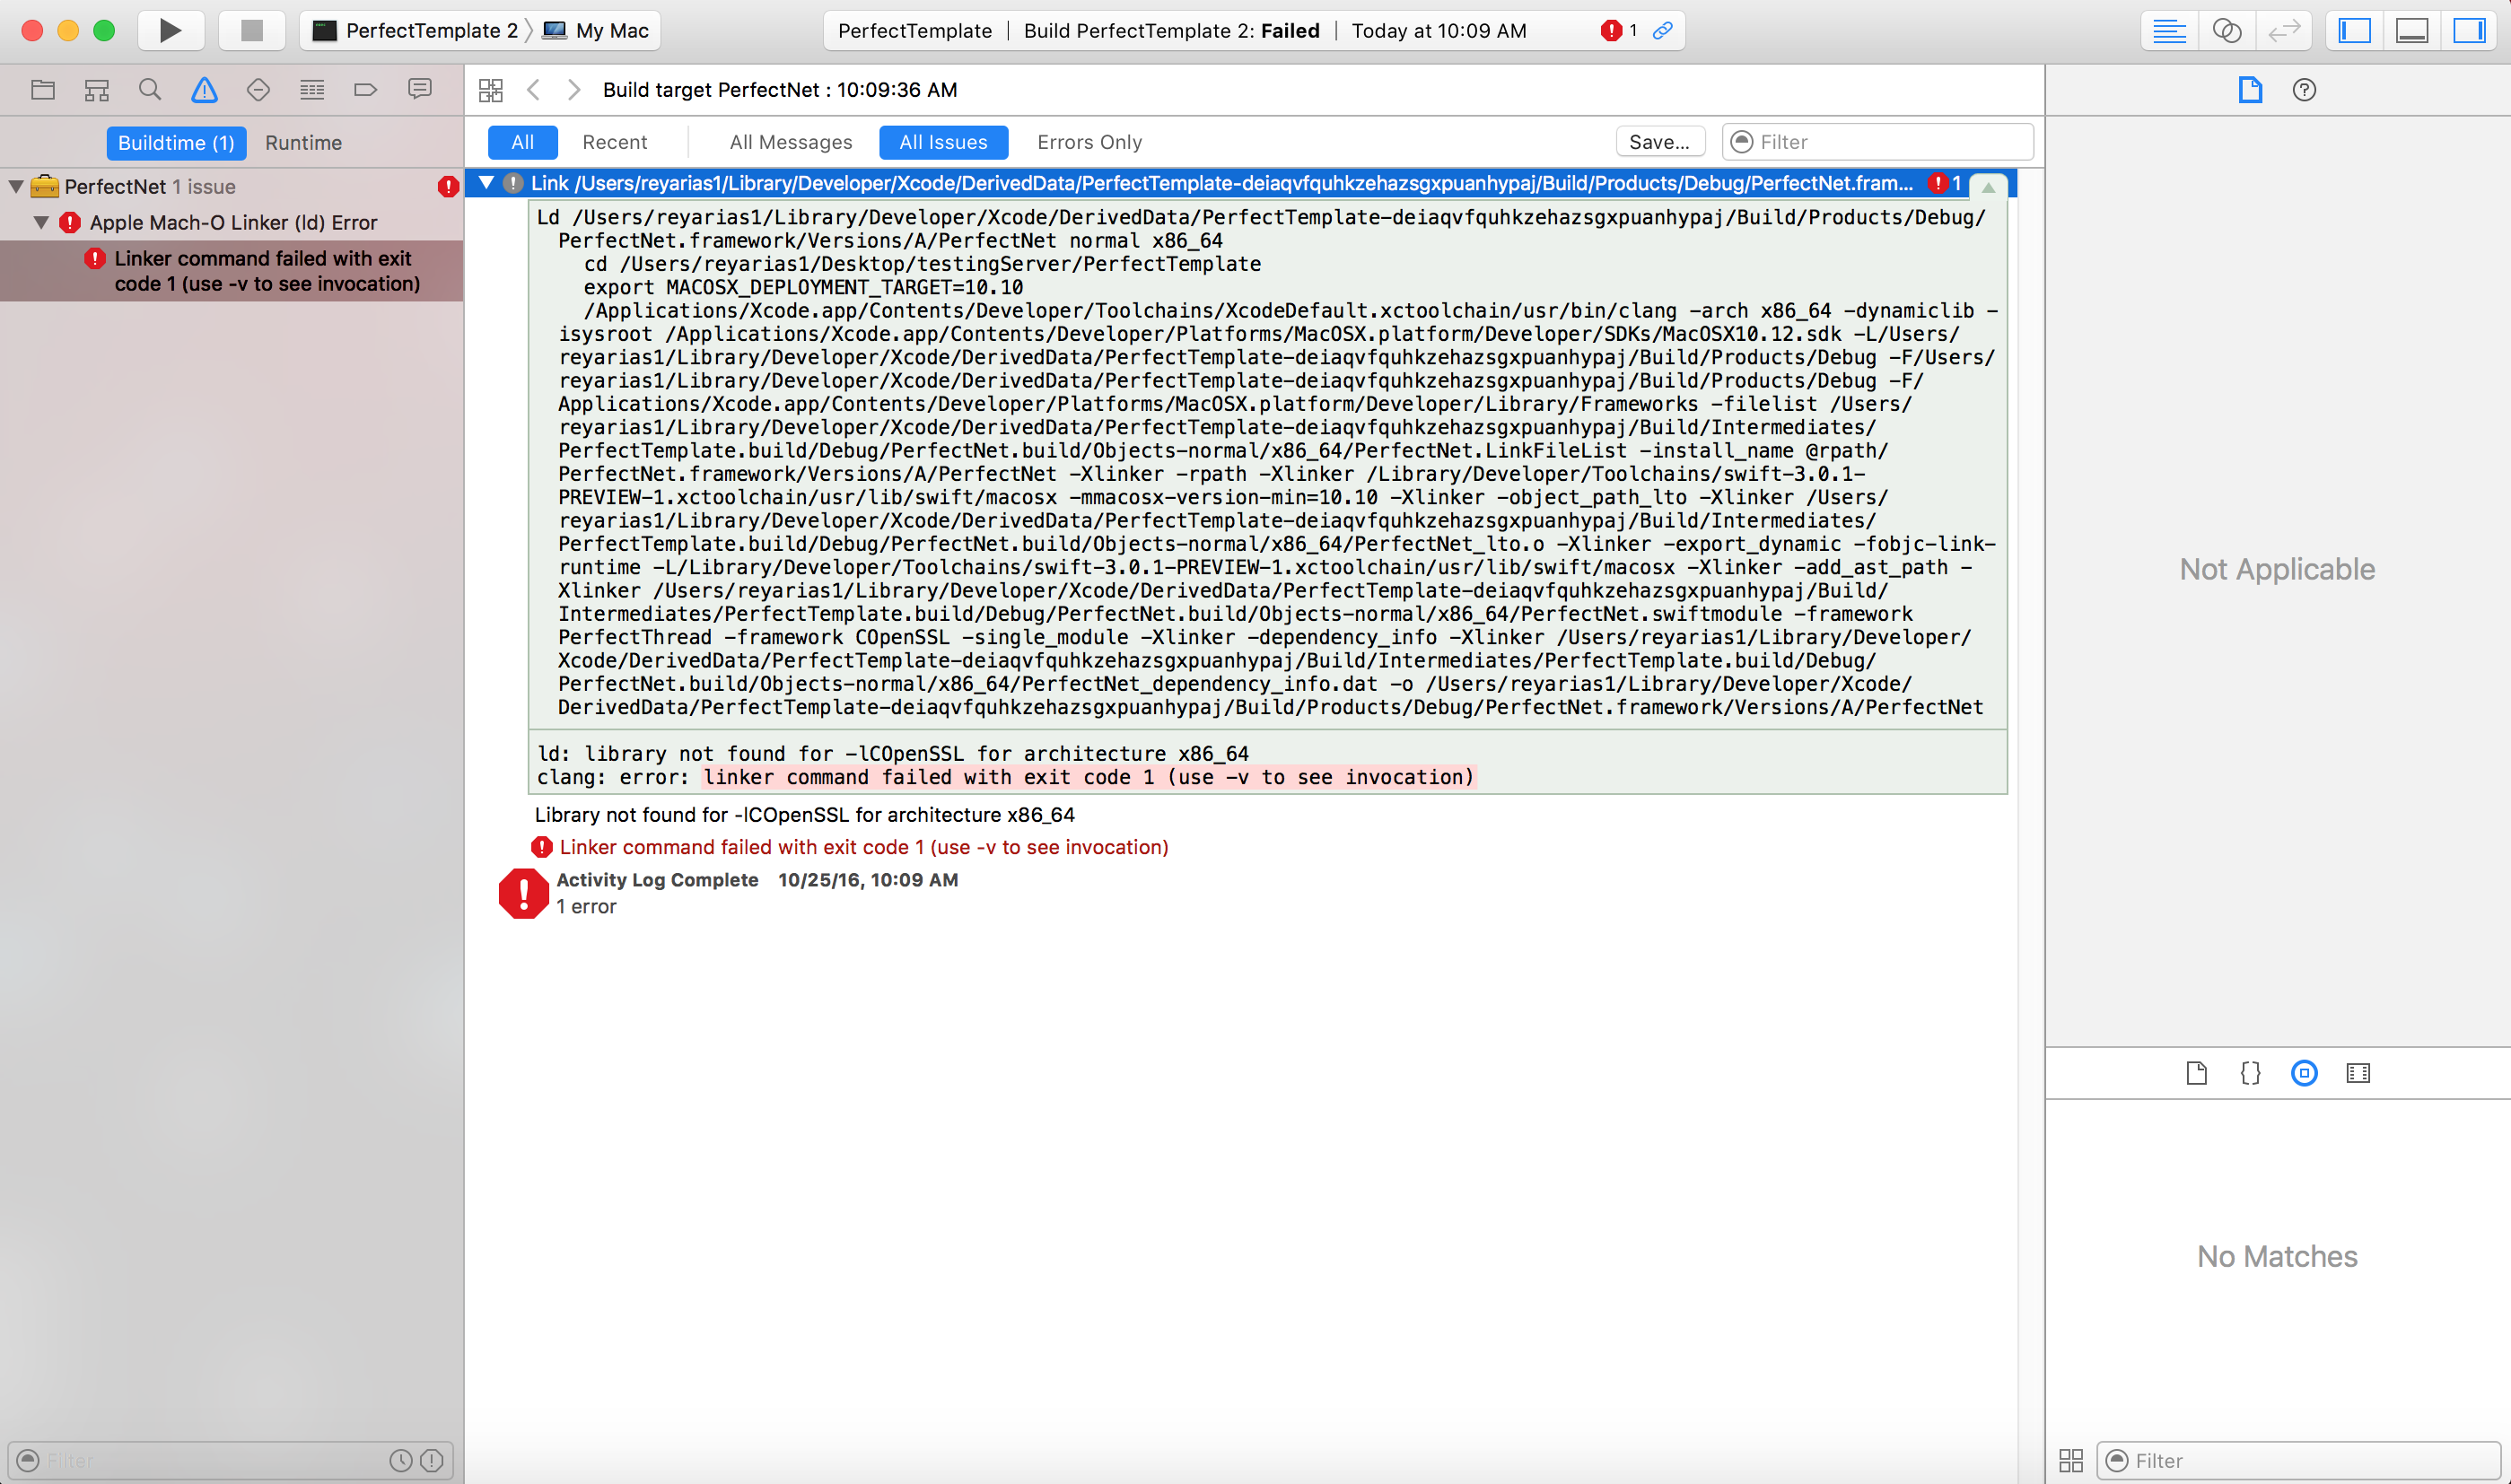 PerfectTemplate 2 〉 My Mac
PerfectTemplate | Build PerfectTemplate 2: Failed | Today at 10:09 AM
1
Build target PerfectNet : 10:09:36 AM
Buildtime (1) Runtime
All Recent All Messages All Issues Errors Only Save... Filter
PerfectNet 1 issue
Apple Mach-O Linker (ld) Error
Linker command failed with exit
code 1 (use -v to see invocation)
Link /Users/reyarias1/Library/Developer/Xcode/DerivedData/PerfectTemplate-deiaqvfquhkzehazsgxpuanhypaj/Build/Products/Debug/PerfectNet.fram... 1
Ld /Users/reyarias1/Library/Developer/Xcode/DerivedData/PerfectTemplate-deiaqvfquhkzehazsgxpuanhypaj/Build/Products/Debug/
PerfectNet.framework/Versions/A/PerfectNet normal x86_64
cd /Users/reyarias1/Desktop/testingServer/PerfectTemplate
export MACOSX_DEPLOYMENT_TARGET=10.10
/Applications/Xcode.app/Contents/Developer/Toolchains/XcodeDefault.xctoolchain/usr/bin/clang -arch x86_64 -dynamiclib -
isysroot /Applications/Xcode.app/Contents/Developer/Platforms/MacOSX.platform/Developer/SDKs/MacOSX10.12.sdk -L/Users/
reyarias1/Library/Developer/Xcode/DerivedData/PerfectTemplate-deiaqvfquhkzehazsgxpuanhypaj/Build/Products/Debug -F/Users/
reyarias1/Library/Developer/Xcode/DerivedData/PerfectTemplate-deiaqvfquhkzehazsgxpuanhypaj/Build/Products/Debug -F/
Applications/Xcode.app/Contents/Developer/Platforms/MacOSX.platform/Developer/Library/Frameworks -filelist /Users/
reyarias1/Library/Developer/Xcode/DerivedData/PerfectTemplate-deiaqvfquhkzehazsgxpuanhypaj/Build/Intermediates/
PerfectTemplate.build/Debug/PerfectNet.build/Objects-normal/x86_64/PerfectNet.LinkFileList -install_name @rpath/
PerfectNet.framework/Versions/A/PerfectNet -Xlinker -rpath -Xlinker /Library/Developer/Toolchains/swift-3.0.1-
PREVIEW-1.xctoolchain/usr/lib/swift/macosx -mmacosx-version-min=10.10 -Xlinker -object_path_lto -Xlinker /Users/
reyarias1/Library/Developer/Xcode/DerivedData/PerfectTemplate-deiaqvfquhkzehazsgxpuanhypaj/Build/Intermediates/
PerfectTemplate.build/Debug/PerfectNet.build/Objects-normal/x86_64/PerfectNet_lto.o -Xlinker -export_dynamic -fobjc-link-
runtime -L/Library/Developer/Toolchains/swift-3.0.1-PREVIEW-1.xctoolchain/usr/lib/swift/macosx -Xlinker -add_ast_path -
Xlinker /Users/reyarias1/Library/Developer/Xcode/DerivedData/PerfectTemplate-deiaqvfquhkzehazsgxpuanhypaj/Build/
Intermediates/PerfectTemplate.build/Debug/PerfectNet.build/Objects-normal/x86_64/PerfectNet.swiftmodule -framework
PerfectThread -framework COpenSSL -single_module -Xlinker -dependency_info -Xlinker /Users/reyarias1/Library/Developer/
Xcode/DerivedData/PerfectTemplate-deiaqvfquhkzehazsgxpuanhypaj/Build/Intermediates/PerfectTemplate.build/Debug/
PerfectNet.build/Objects-normal/x86_64/PerfectNet_dependency_info.dat -o /Users/reyarias1/Library/Developer/Xcode/
DerivedData/PerfectTemplate-deiaqvfquhkzehazsgxpuanhypaj/Build/Products/Debug/PerfectNet.framework/Versions/A/PerfectNet
ld: library not found for -lCOpenSSL for architecture x86_64
clang: error: linker command failed with exit code 1 (use -v to see invocation)
Library not found for -lCOpenSSL for architecture x86_64
Linker command failed with exit code 1 (use -v to see invocation)
Activity Log Complete 10/25/16, 10:09 AM
1 error
Not Applicable
{}
No Matches
Filter
Filter